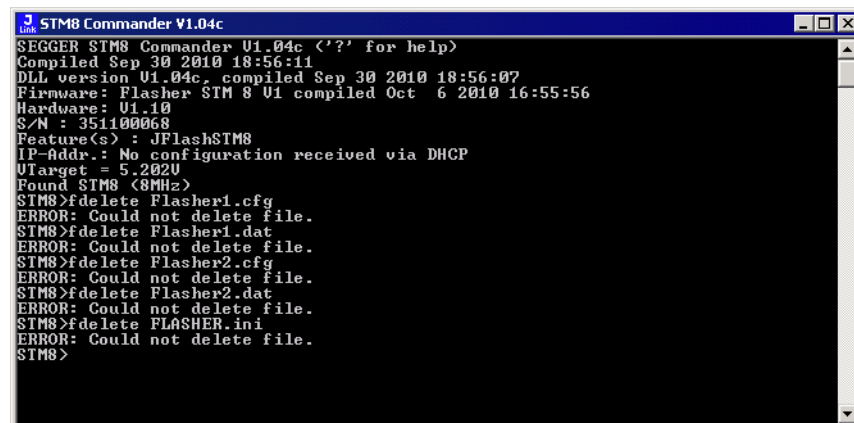 J
Link
STM8 Commander V1.04c
SEGGER STM8 Commander V1.04c ('?' for help)
Compiled Sep 30 2010 18:56:11
DLL version V1.04c, compiled Sep 30 2010 18:56:07
Firmware: Flasher STM 8 V1 compiled Oct  6 2010 16:55:56
Hardware: V1.10
S/N : 351100068
Feature(s) : JFlashSTM8
IP-Addr.: No configuration received via DHCP
VTarget = 5.202V
Found STM8 (8MHz)
STM8>fdelete Flasher1.cfg
ERROR: Could not delete file.
STM8>fdelete Flasher1.dat
ERROR: Could not delete file.
STM8>fdelete Flasher2.cfg
ERROR: Could not delete file.
STM8>fdelete Flasher2.dat
ERROR: Could not delete file.
STM8>fdelete FLASHER.ini
ERROR: Could not delete file.
STM8>